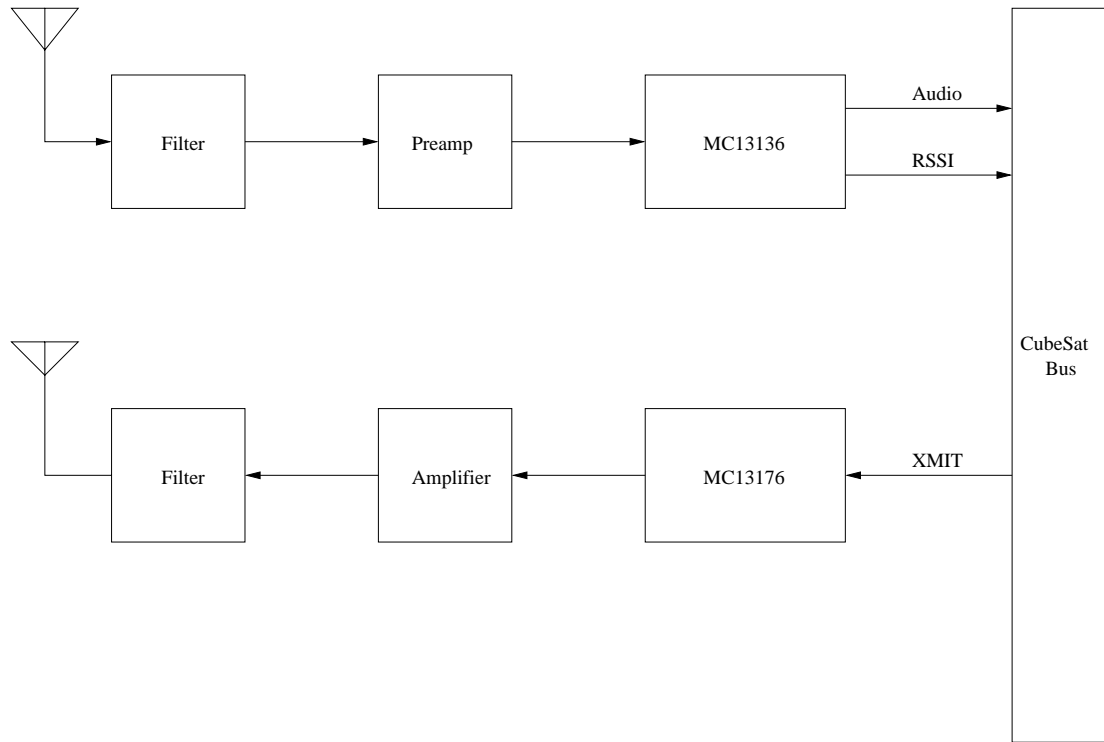 Audio
Filter
Preamp
MC13136
RSSI
CubeSat
Bus
XMIT
Filter
Amplifier
MC13176